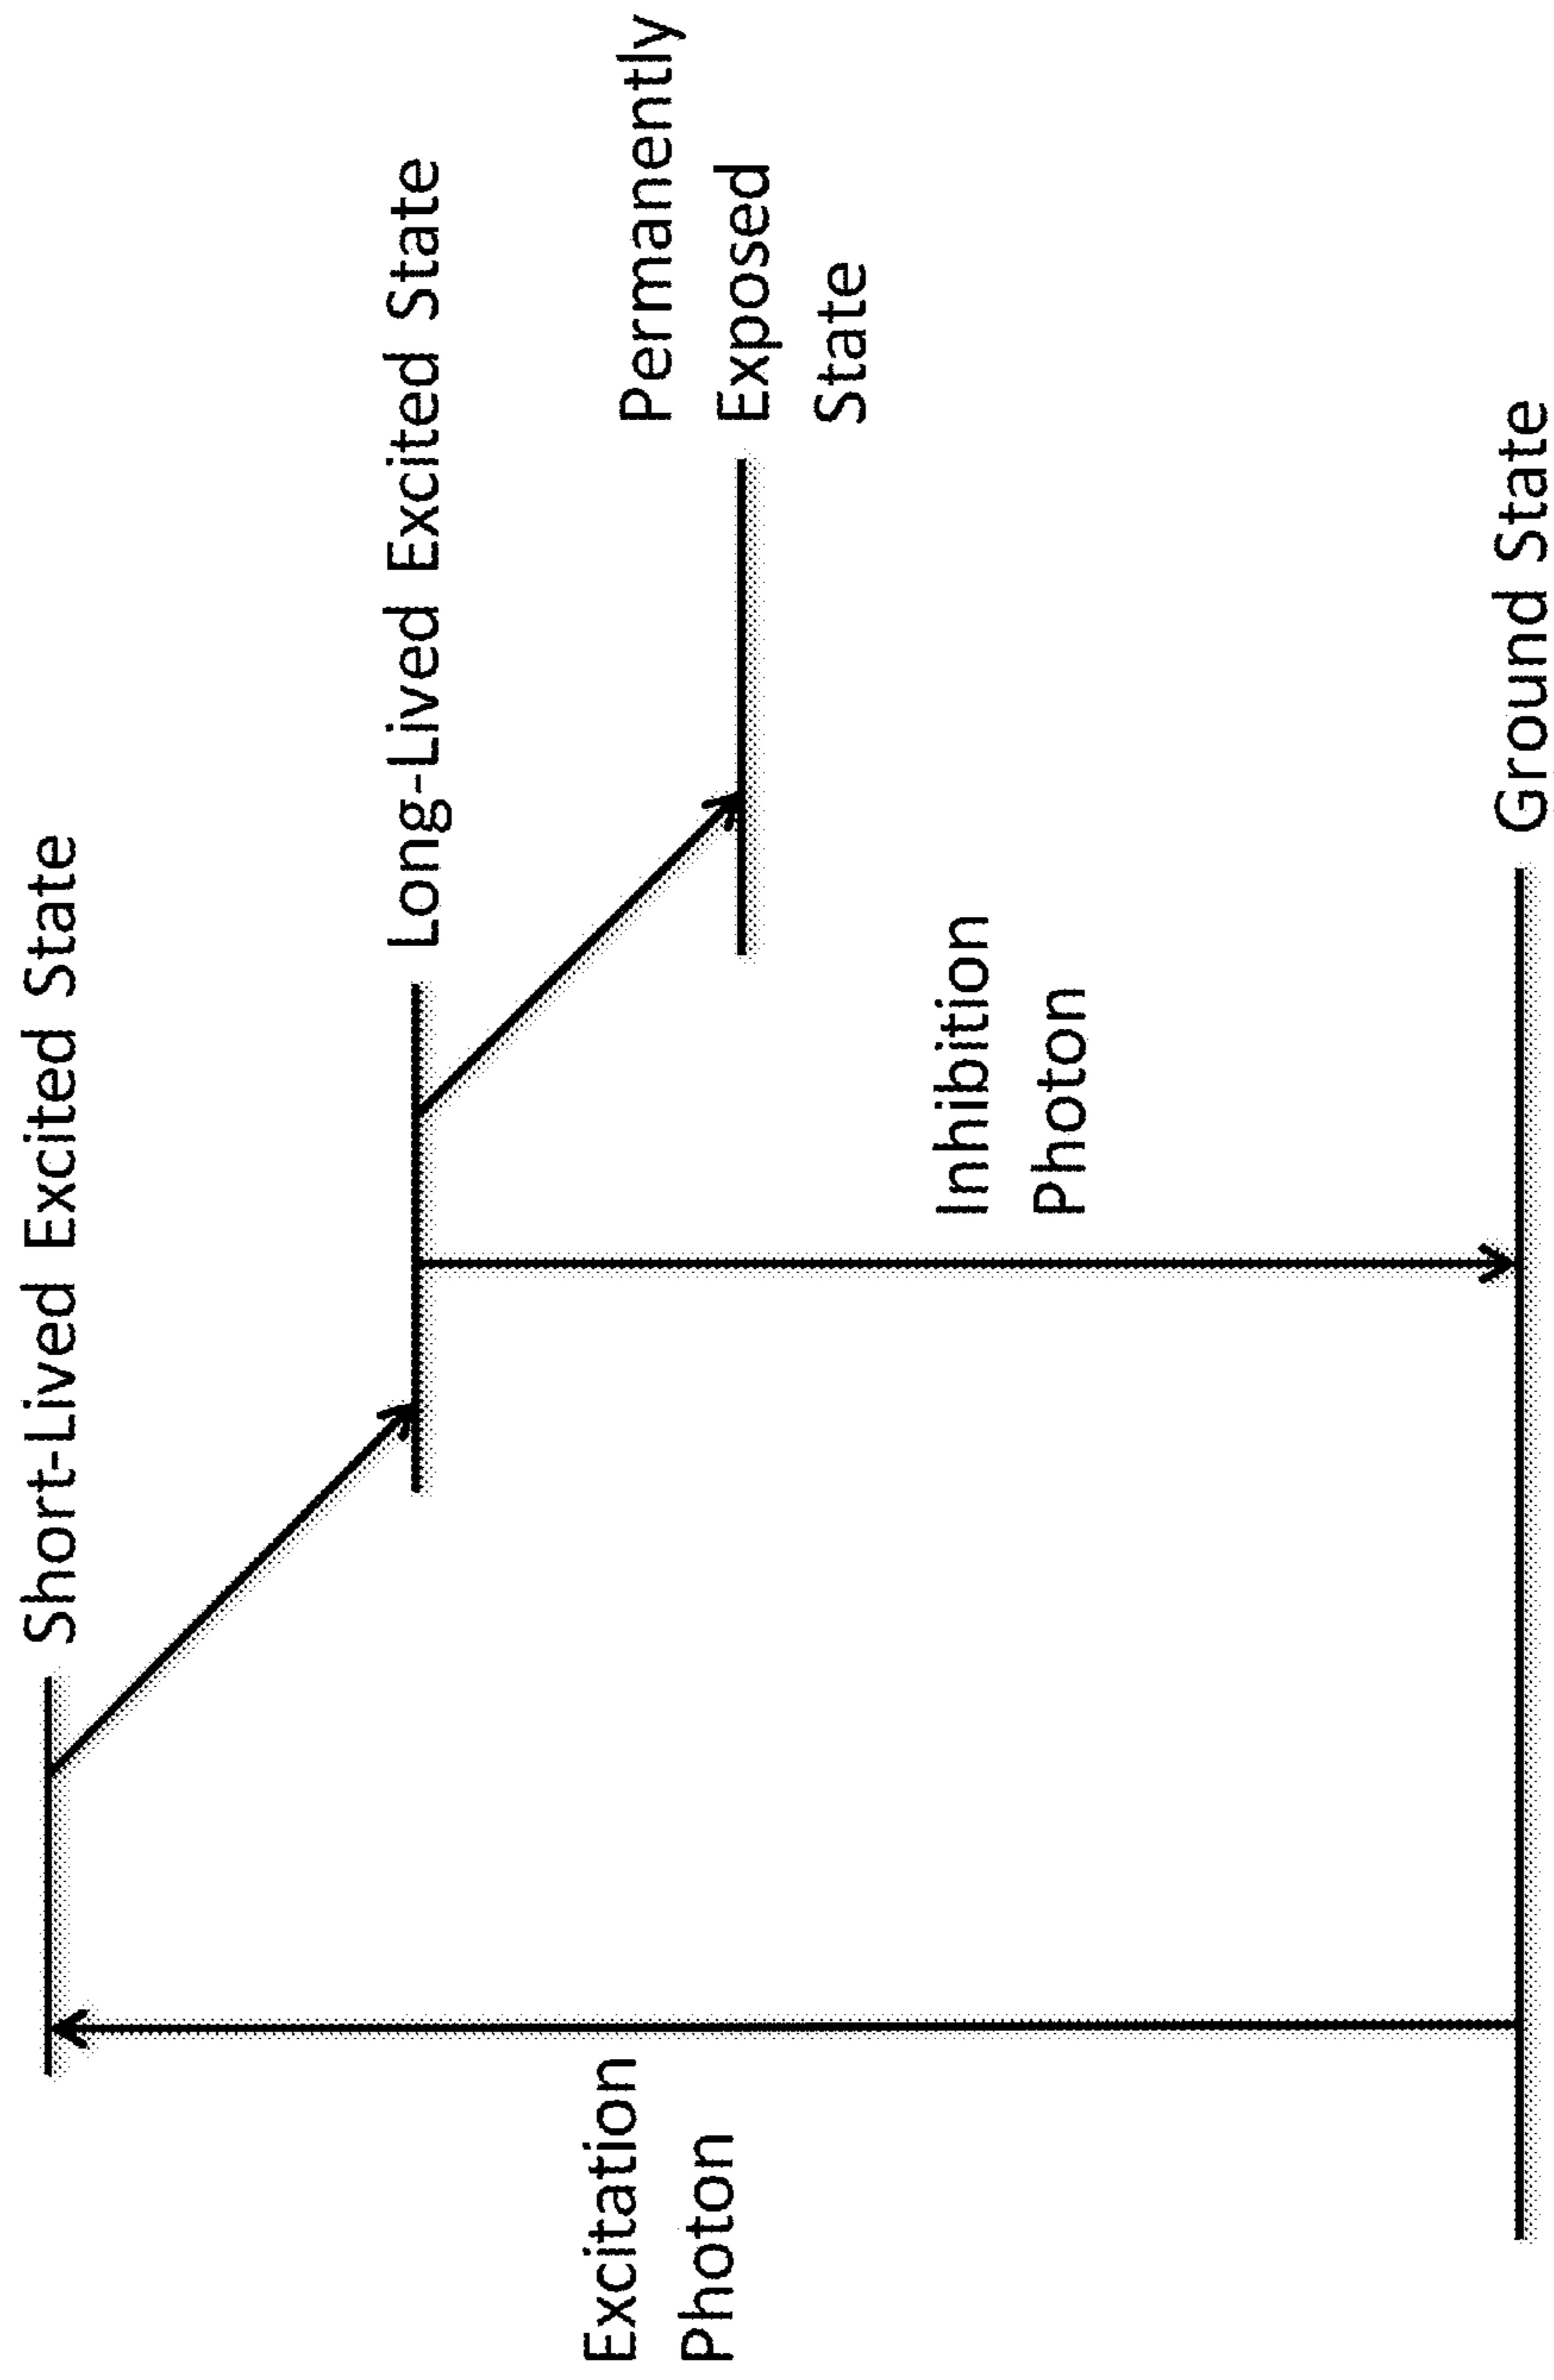 Short-Lived Excited State
Long-Lived Excited State
Permanently
Exposed
State
Excitation
Photon
Inhibition
Photon
Ground State